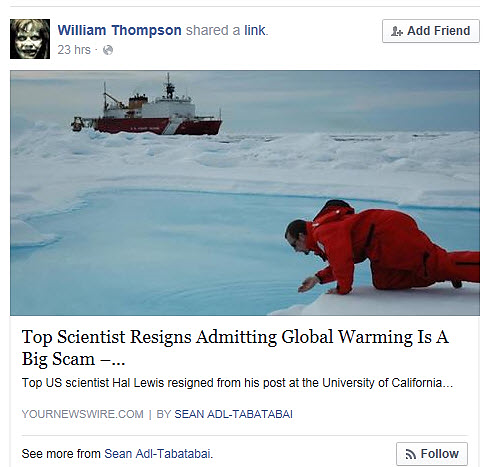 William Thompson shared a link.
Add Friend
23 hrs ·
Top Scientist Resigns Admitting Global Warming Is A
Big Scam –...
Top US scientist Hal Lewis resigned from his post at the University of California...
YOURNEWSWIRE.COM | BY SEAN ADL-TABATABAI
See more from Sean Adl-Tabatabai.
Follow